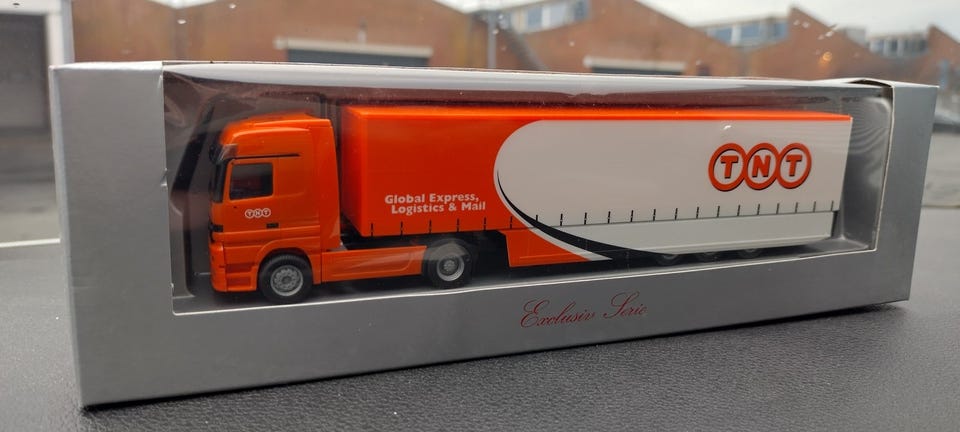 TNT
Global Express,
Logistics & Mail
TNT
Exclusiv Serie